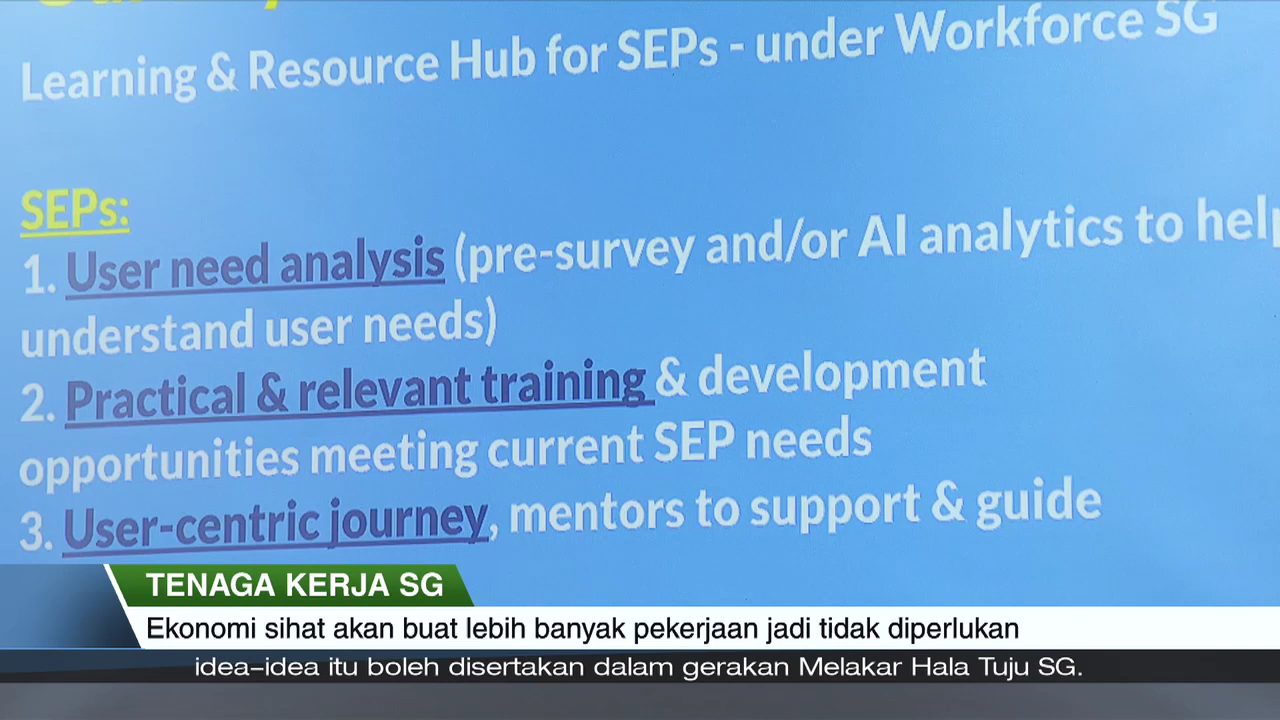 Learning & Resource Hub for SEPs - under Workforce SG
SEPs:
1. User need analysis (pre-survey and/or AI analytics to help
understand user needs)
2. Practical & relevant training & development
opportunities meeting current SEP needs
3. User-centric journey, mentors to support & guide
TENAGA KERJA SG
Ekonomi sihat akan buat lebih banyak pekerjaan jadi tidak diperlukan
idea-idea itu boleh disertakan dalam gerakan Melakar Hala Tuju SG.